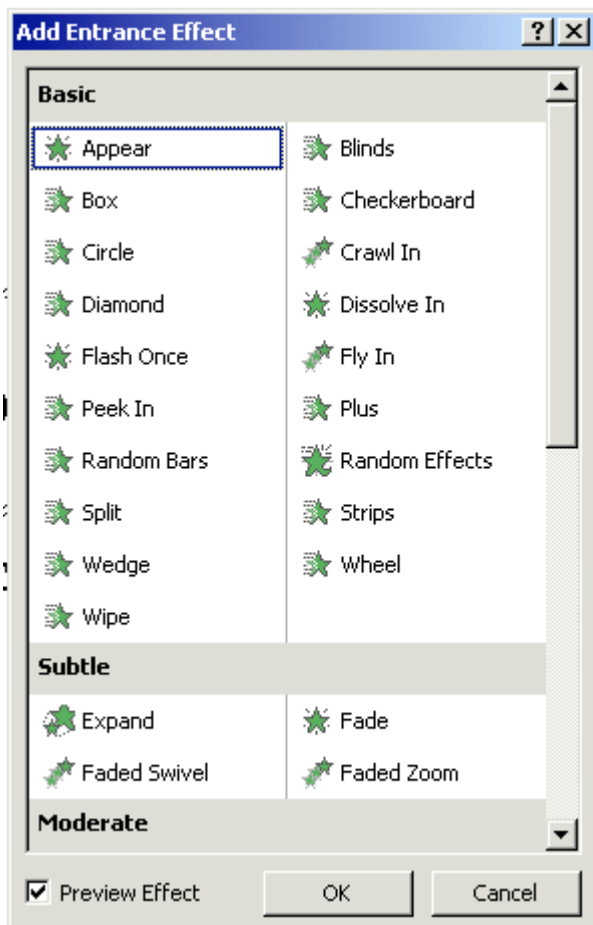 Add Entrance Effect
Basic
Appear Blinds
Box Checkerboard
Circle Crawl In
Diamond Dissolve In
Flash Once Fly In
Peek In Plus
Random Bars Random Effects
Split Strips
Wedge Wheel
Wipe
Subtle
Expand Fade
Faded Swivel Faded Zoom
Moderate
Preview Effect OK Cancel